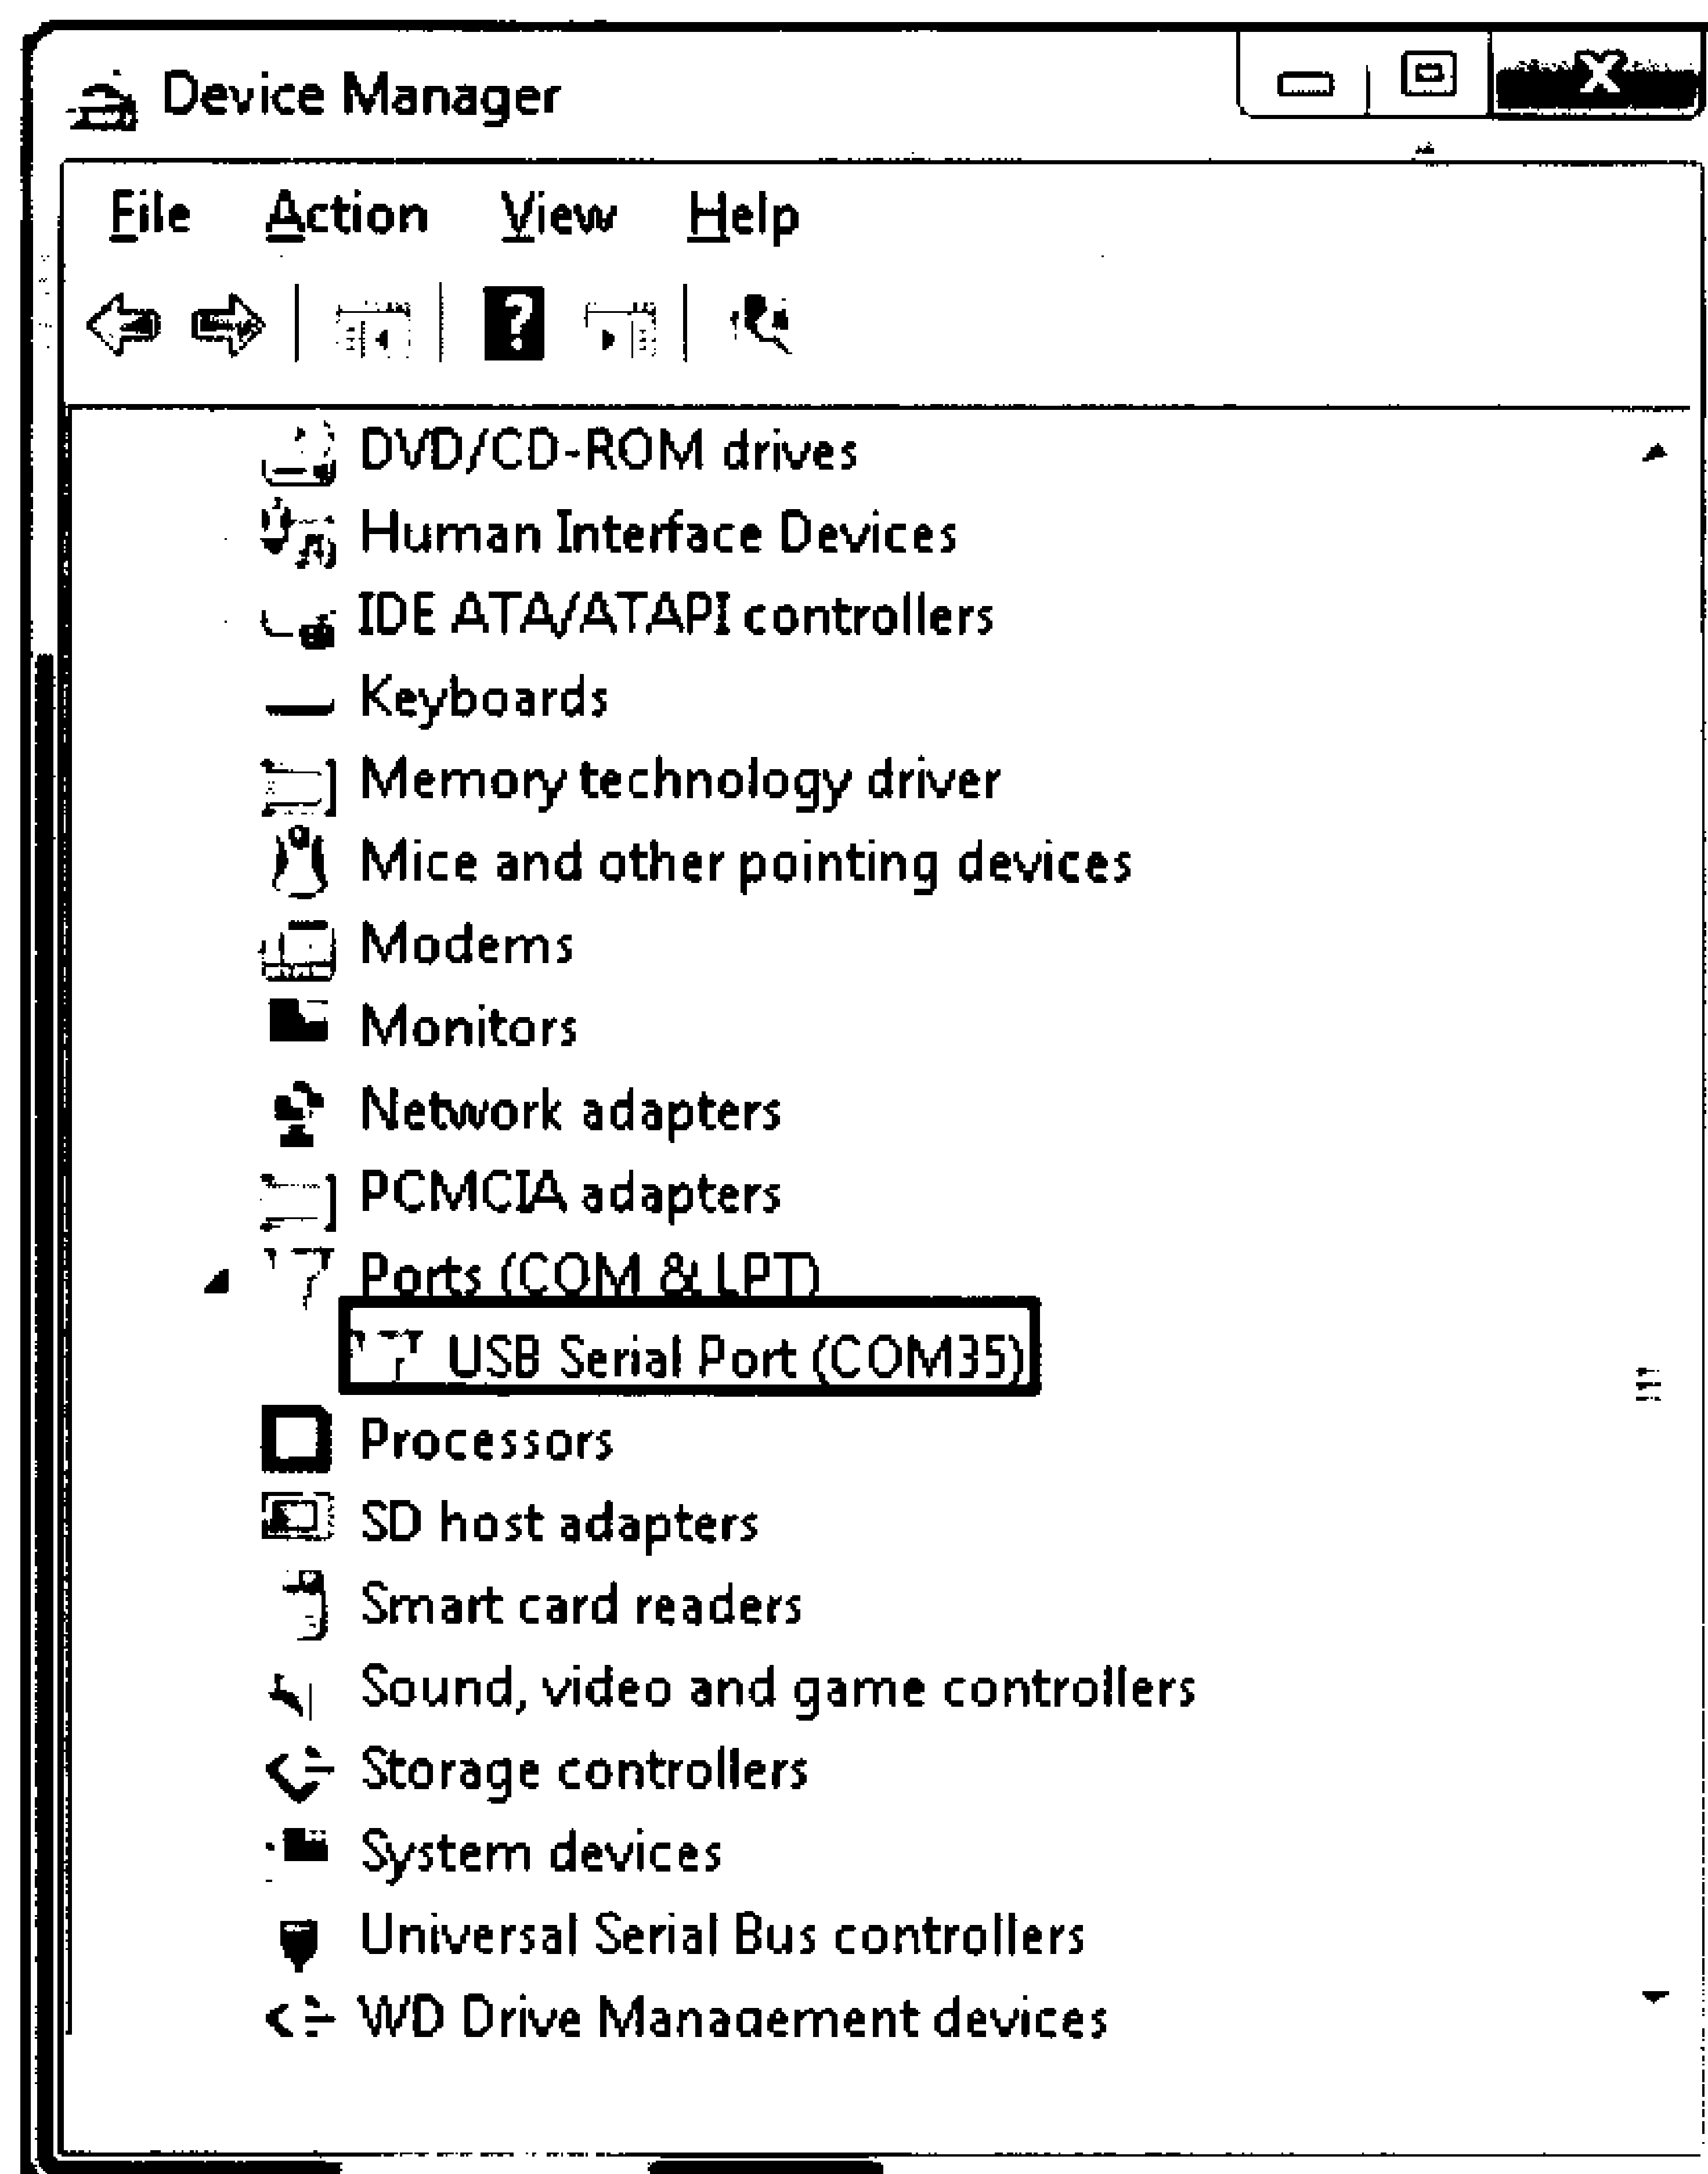 Device Manager
File Action View Help
DVD/CD-ROM drives
Human Interface Devices
IDE ATA/ATAPI controllers
Keyboards
Memory technology driver
Mice and other pointing devices
Modems
Monitors
Network adapters
PCMCIA adapters
Ports (COM & LPT)
USB Serial Port (COM35)
Processors
SD host adapters
Smart card readers
Sound, video and game controllers
Storage controllers
System devices
Universal Serial Bus controllers
WD Drive Management devices